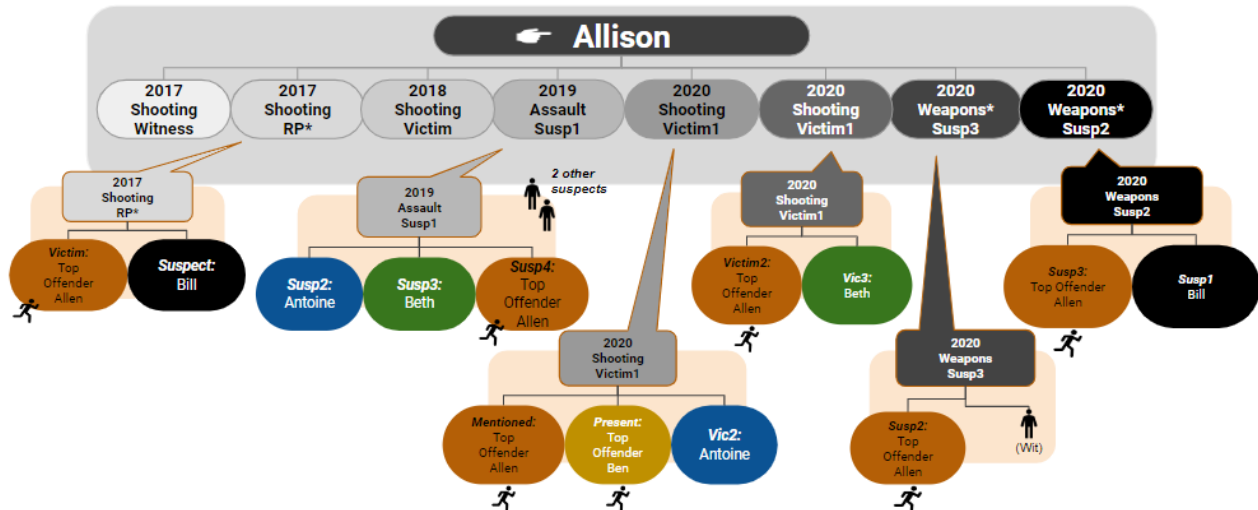 Allison
2017
Shooting
Witness
2017
Shooting
RP*
2018
Shooting
Victim
2019
Assault
Susp1
2020
Shooting
Victim1
2020
Shooting
Victim1
2020
Weapons*
Susp3
2020
Weapons*
Susp2
2017
Shooting
RP*
Victim:
Top
Offender
Allen
Suspect:
Bill
2019
Assault
Susp1
2 other
suspects
Susp2:
Antoine
Susp3:
Beth
Susp4:
Top
Offender
Allen
2020
Shooting
Victim1
Mentioned:
Top
Offender
Allen
Present:
Top
Offender
Ben
Vic2:
Antoine
2020
Shooting
Victim1
Victim2:
Top
Offender
Allen
Vic3:
Beth
2020
Weapons
Susp3
Susp2:
Top
Offender
Allen
(Wit)
2020
Weapons
Susp2
Susp3:
Top Offender
Allen
Susp1
Bill